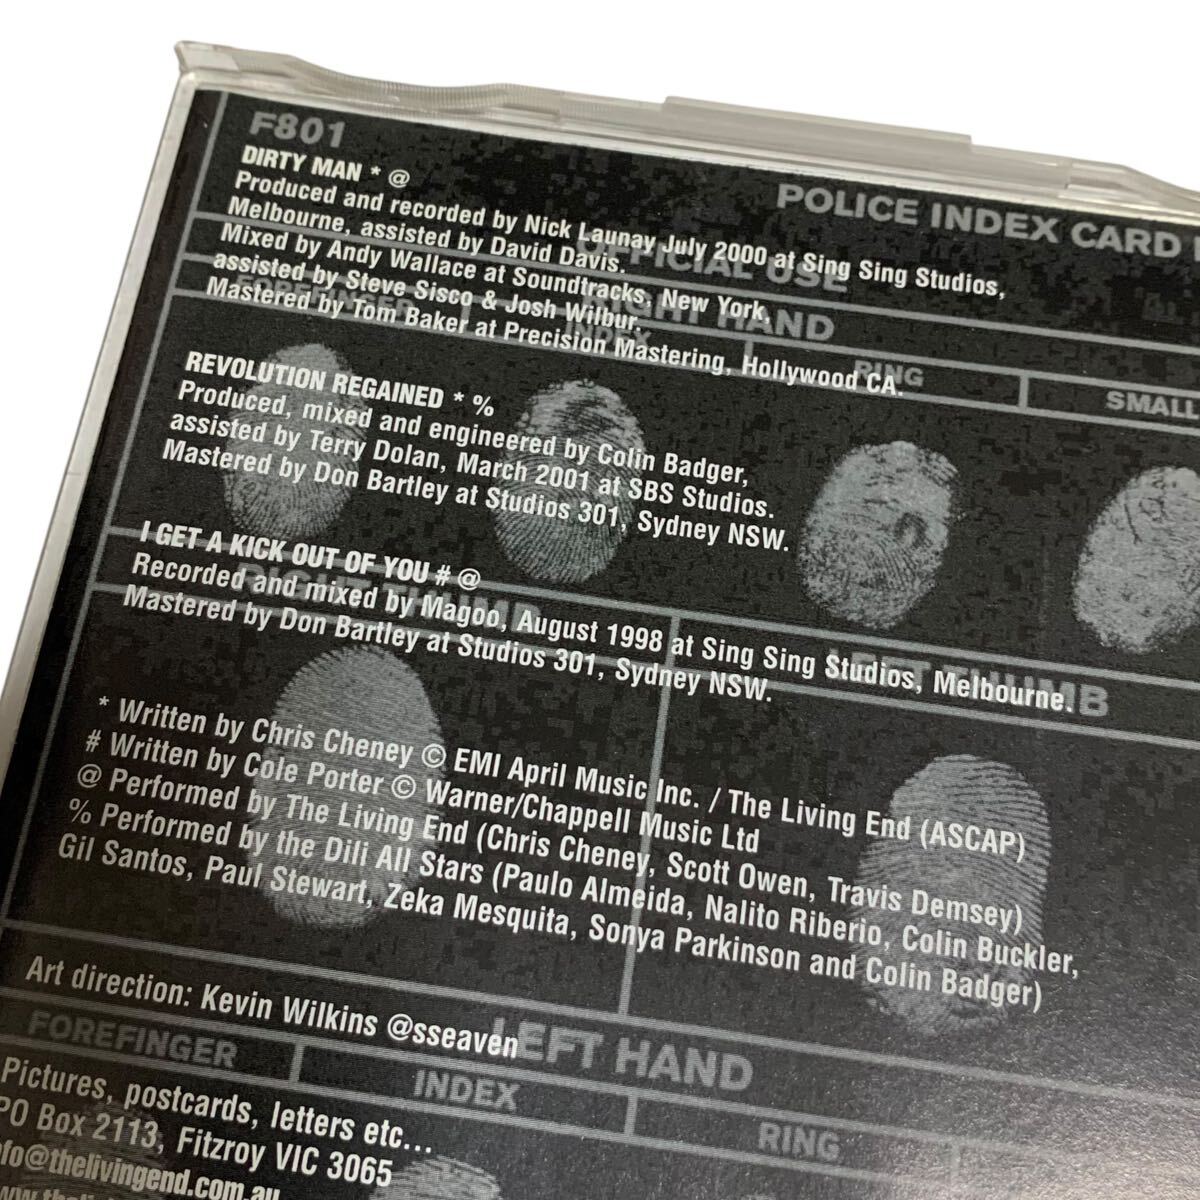 F801
POLICE INDEX CARD
DIRTY MAN * @
Produced and recorded by Nick Launay July 2000 at Sing Sing Studios,
Melbourne, assisted by David Davis.
Mixed by Andy Wallace at Soundtracks, New York,
assisted by Steve Sisco & Josh Wilbur.
Mastered by Tom Baker at Precision Mastering, Hollywood CA.
USE
RIGHT HAND
INDEX
RING
SMALL
REVOLUTION REGAINED * %
Produced, mixed and engineered by Colin Badger,
assisted by Terry Dolan, March 2001 at SBS Studios.
Mastered by Don Bartley at Studios 301, Sydney NSW.
I GET A KICK OUT OF YOU # @
Recorded and mixed by Magoo, August 1998 at Sing Sing Studios, Melbourne.
Mastered by Don Bartley at Studios 301, Sydney NSW.
RIGHT THUMB
LEFT THUMB
* Written by Chris Cheney © EMI April Music Inc. / The Living End (ASCAP)
# Written by Cole Porter © Warner/Chappell Music Ltd
@ Performed by The Living End (Chris Cheney, Scott Owen, Travis Demsey)
% Performed by the Dili All Stars (Paulo Almeida, Nalito Riberio, Colin Buckler,
Gil Santos, Paul Stewart, Zeka Mesquita, Sonya Parkinson and Colin Badger)
Art direction: Kevin Wilkins @sseaven
LEFT HAND
FOREFINGER
INDEX
RING
Pictures, postcards, letters etc...
PO Box 2113, Fitzroy VIC 3065
nfo@thelivingend.com.au